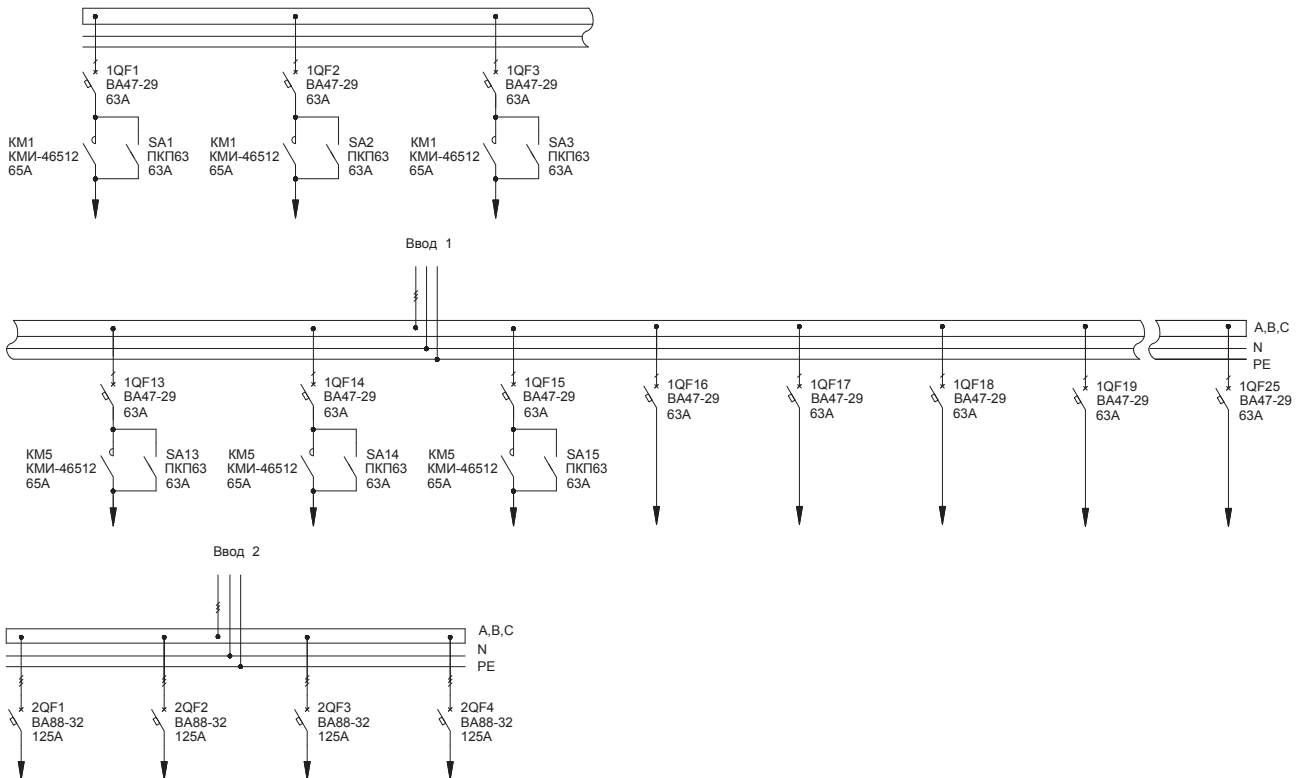 1QF1
ВА47-29
63А
1QF2
ВА47-29
63А
1QF3
ВА47-29
63А
КМ1
КМИ-46512
65А
SA1
ПКП63
63А
КМ1
КМИ-46512
65А
SA2
ПКП63
63А
КМ1
КМИ-46512
65А
SA3
ПКП63
63А
Ввод 1
A,B,C
N
PE
1QF13
ВА47-29
63А
1QF14
ВА47-29
63А
1QF15
ВА47-29
63А
1QF16
ВА47-29
63А
1QF17
ВА47-29
63А
1QF18
ВА47-29
63А
1QF19
ВА47-29
63А
1QF25
ВА47-29
63А
КМ5
КМИ-46512
65А
SA13
ПКП63
63А
КМ5
КМИ-46512
65А
SA14
ПКП63
63А
КМ5
КМИ-46512
65А
SA15
ПКП63
63А
Ввод 2
A,B,C
N
PE
2QF1
ВА88-32
125А
2QF2
ВА88-32
125А
2QF3
ВА88-32
125А
2QF4
ВА88-32
125А